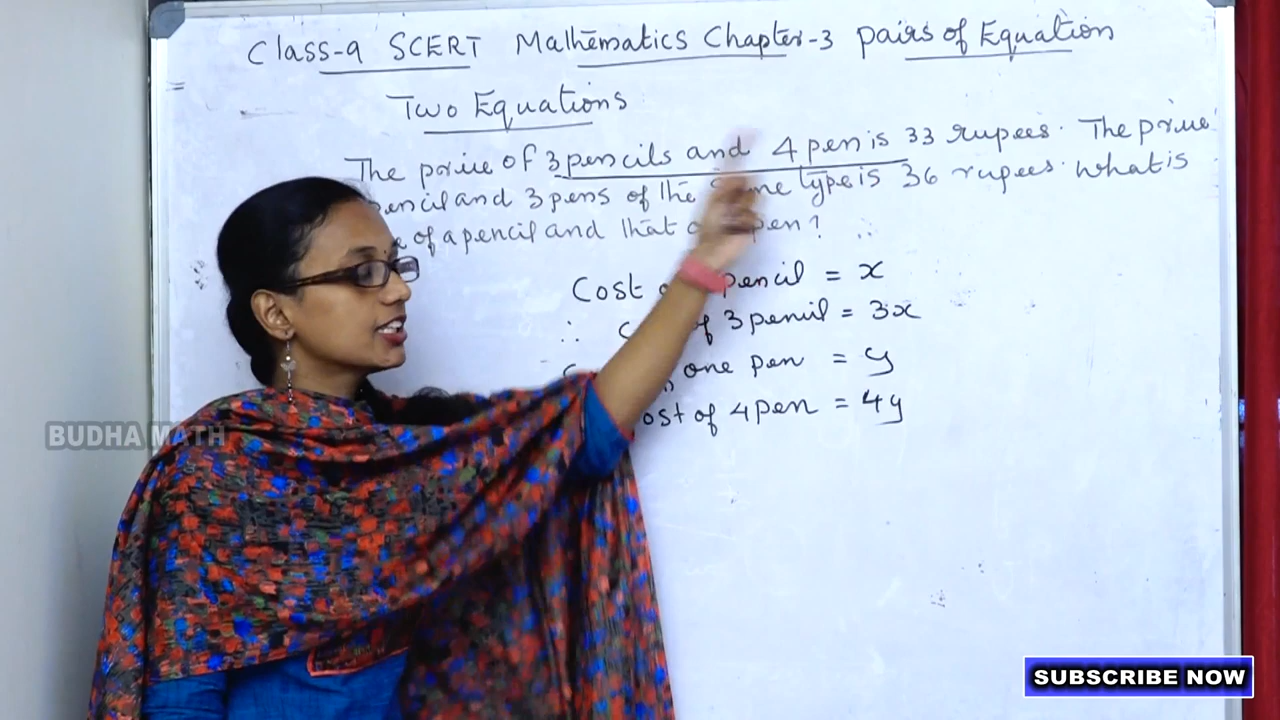 Class-9 SCERT Mathematics Chapter-3 pairs of Equation
Two Equations
The price of 3 pencils and 4 pen is 33 rupees. The price
and 3 pens of the type is 36 rupees. What is
of a pencil and that pen?
Cost pencil = x
∴ of 3 pencil = 3x
one pen = y
of 4 pen = 4y
BUDHA MATH
SUBSCRIBE NOW